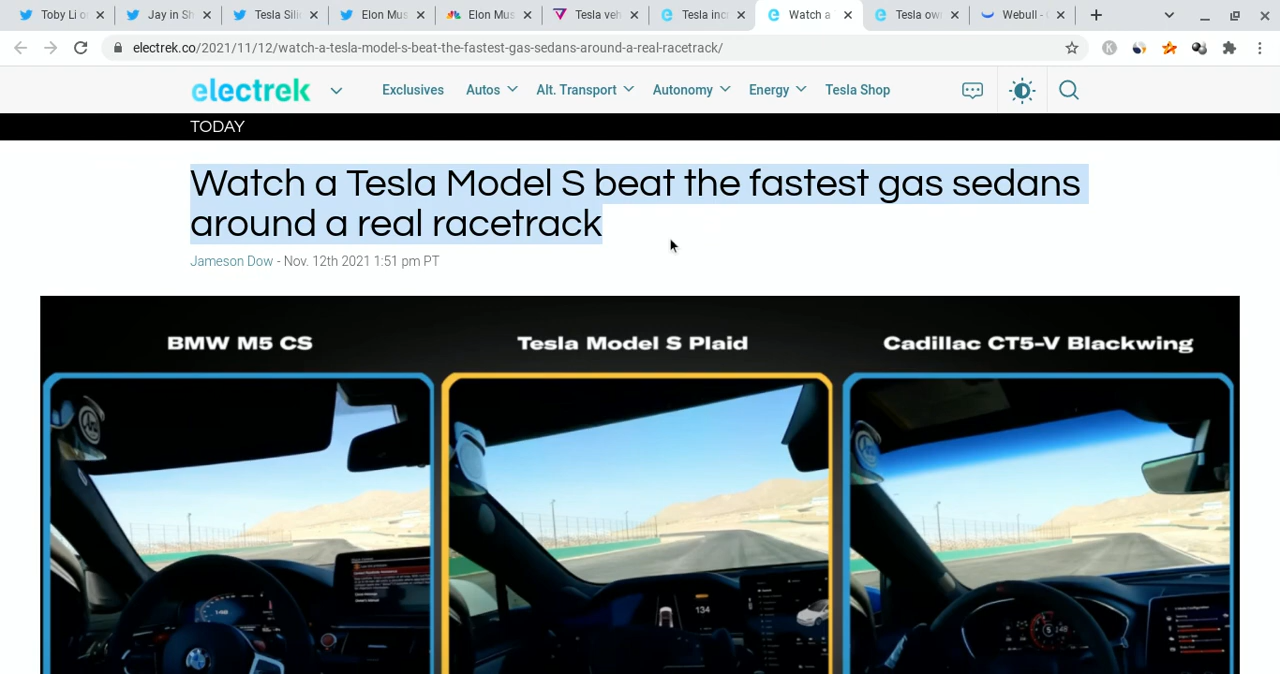 Toby Li o
Jay in Sh
Tesla Sili
Elon Mus
Elon Mus
Tesla veh
Tesla inc
Watch a
Tesla ow
Webull -
electrek.co/2021/11/12/watch-a-tesla-model-s-beat-the-fastest-gas-sedans-around-a-real-racetrack/
electrek
Exclusives
Autos
Alt. Transport
Autonomy
Energy
Tesla Shop
TODAY
Watch a Tesla Model S beat the fastest gas sedans
around a real racetrack
Jameson Dow - Nov. 12th 2021 1:51 pm PT
BMW M5 CS
Tesla Model S Plaid
Cadillac CT5-V Blackwing
134